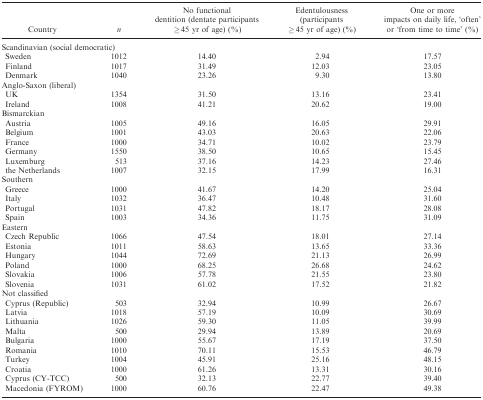 Country n No functional dentition (dentate participants ≥45 yr of age) (%) Edentulousness (participants ≥45 yr of age) (%) One or more impacts on daily life, 'often' or 'from time to time' (%)
Scandinavian (social democratic)
Sweden 1012 14.40 2.94 17.57
Finland 1017 31.49 12.03 23.05
Denmark 1040 23.26 9.30 13.80
Anglo-Saxon (liberal)
UK 1354 31.50 13.16 23.41
Ireland 1008 41.21 20.62 19.00
Bismarckian
Austria 1005 49.16 16.05 29.91
Belgium 1001 43.03 20.63 22.06
France 1000 34.71 10.02 23.79
Germany 1550 38.50 10.65 15.45
Luxemburg 513 37.16 14.23 27.46
the Netherlands 1007 32.15 17.99 16.31
Southern
Greece 1000 41.67 14.20 25.04
Italy 1032 36.47 10.48 31.60
Portugal 1031 47.82 18.17 28.08
Spain 1003 34.36 11.75 31.09
Eastern
Czech Republic 1066 47.54 18.01 27.14
Estonia 1011 58.63 13.65 33.36
Hungary 1044 72.69 21.13 26.99
Poland 1000 68.25 26.68 24.62
Slovakia 1006 57.78 21.55 23.80
Slovenia 1031 61.02 17.52 21.82
Not classified
Cyprus (Republic) 503 32.94 10.99 26.67
Latvia 1018 57.19 10.09 30.69
Lithuania 1026 59.30 11.05 39.99
Malta 500 29.94 13.89 20.69
Bulgaria 1000 55.67 17.19 37.50
Romania 1010 70.11 15.53 46.79
Turkey 1004 45.91 25.16 48.15
Croatia 1000 61.26 13.31 30.16
Cyprus (CY-TCC) 500 32.13 22.77 39.40
Macedonia (FYROM) 1000 60.76 22.47 49.38